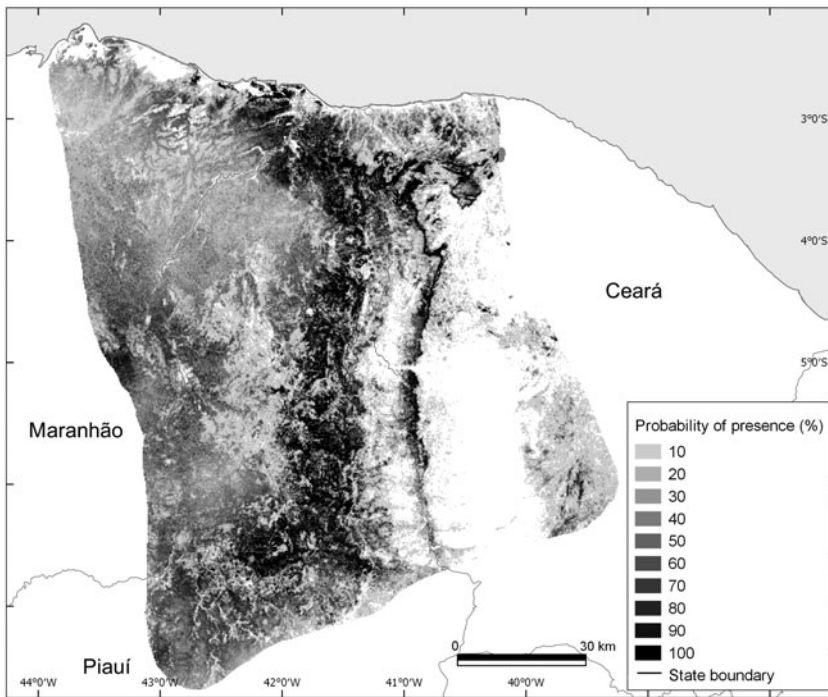 3°0'S
4°0'S
Ceará
5°0'S
Maranhão
Probability of presence (%)
10
20
30
40
50
60
70
80
90
100
State boundary
0 30 km
Piauí
44°0'W 43°0'W 42°0'W 41°0'W 40°0'W